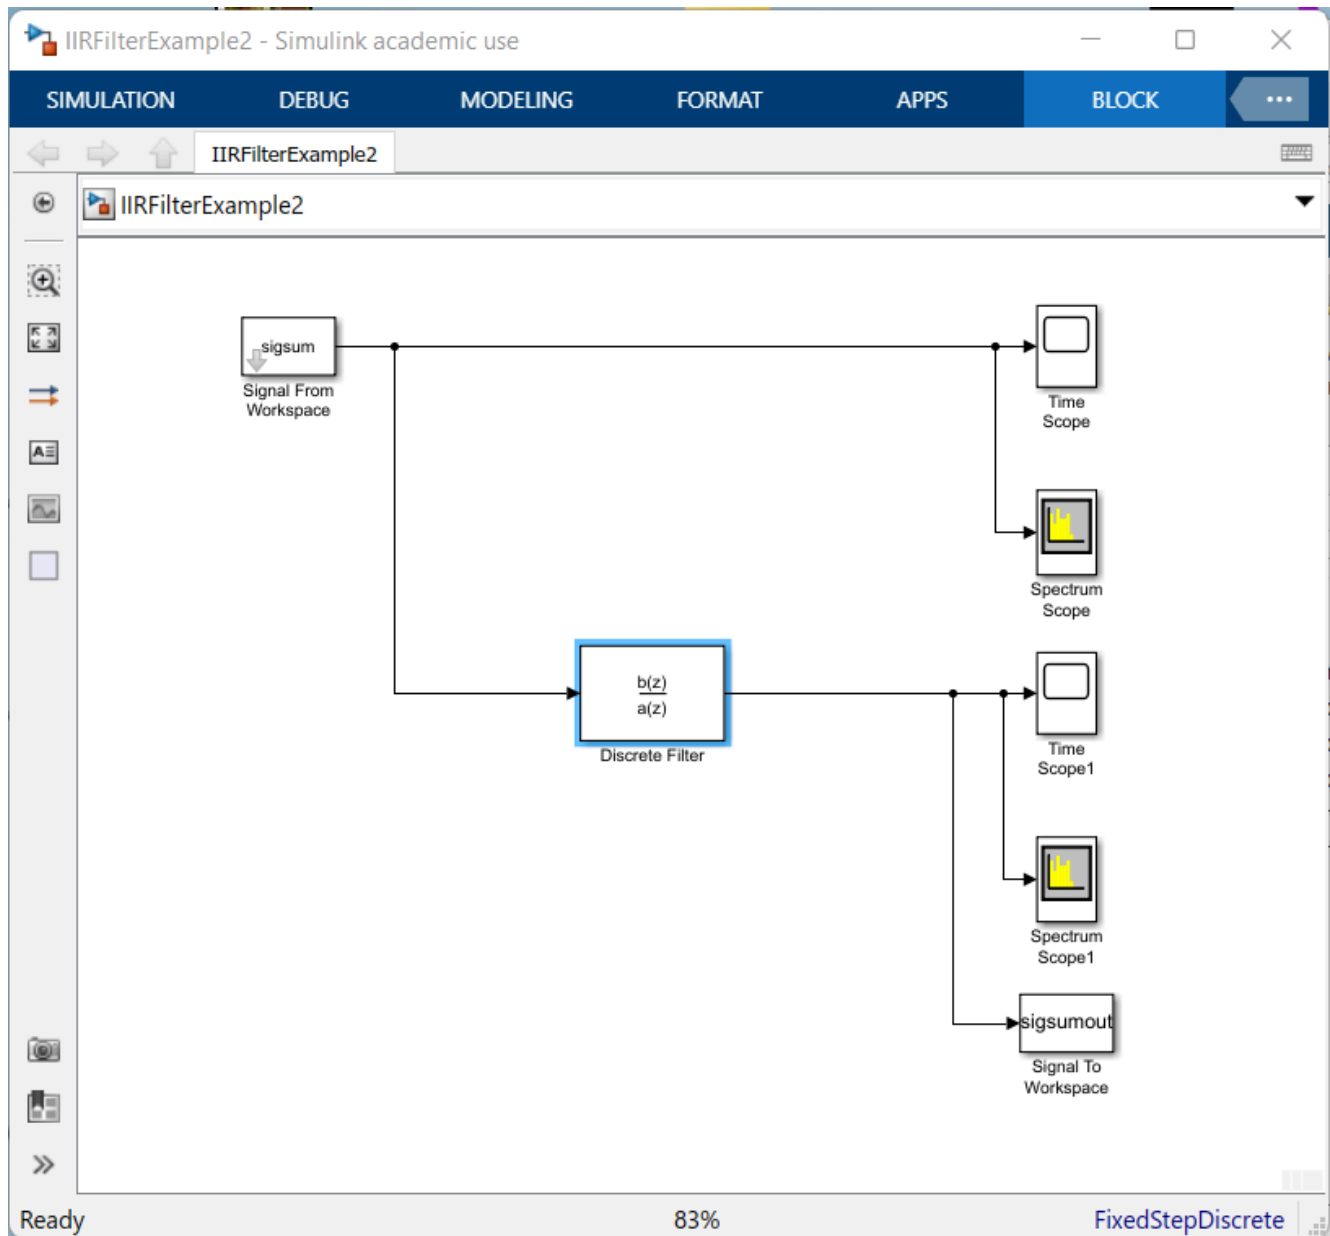 IIRFilterExample2 - Simulink academic use
SIMULATION DEBUG MODELING FORMAT APPS BLOCK
IIRFilterExample2
IIRFilterExample2
sigsum
Signal From
Workspace
Time
Scope
Spectrum
Scope
b(z)
a(z)
Discrete Filter
Time
Scope1
Spectrum
Scope1
sigsumout
Signal To
Workspace
Ready 83% FixedStepDiscrete